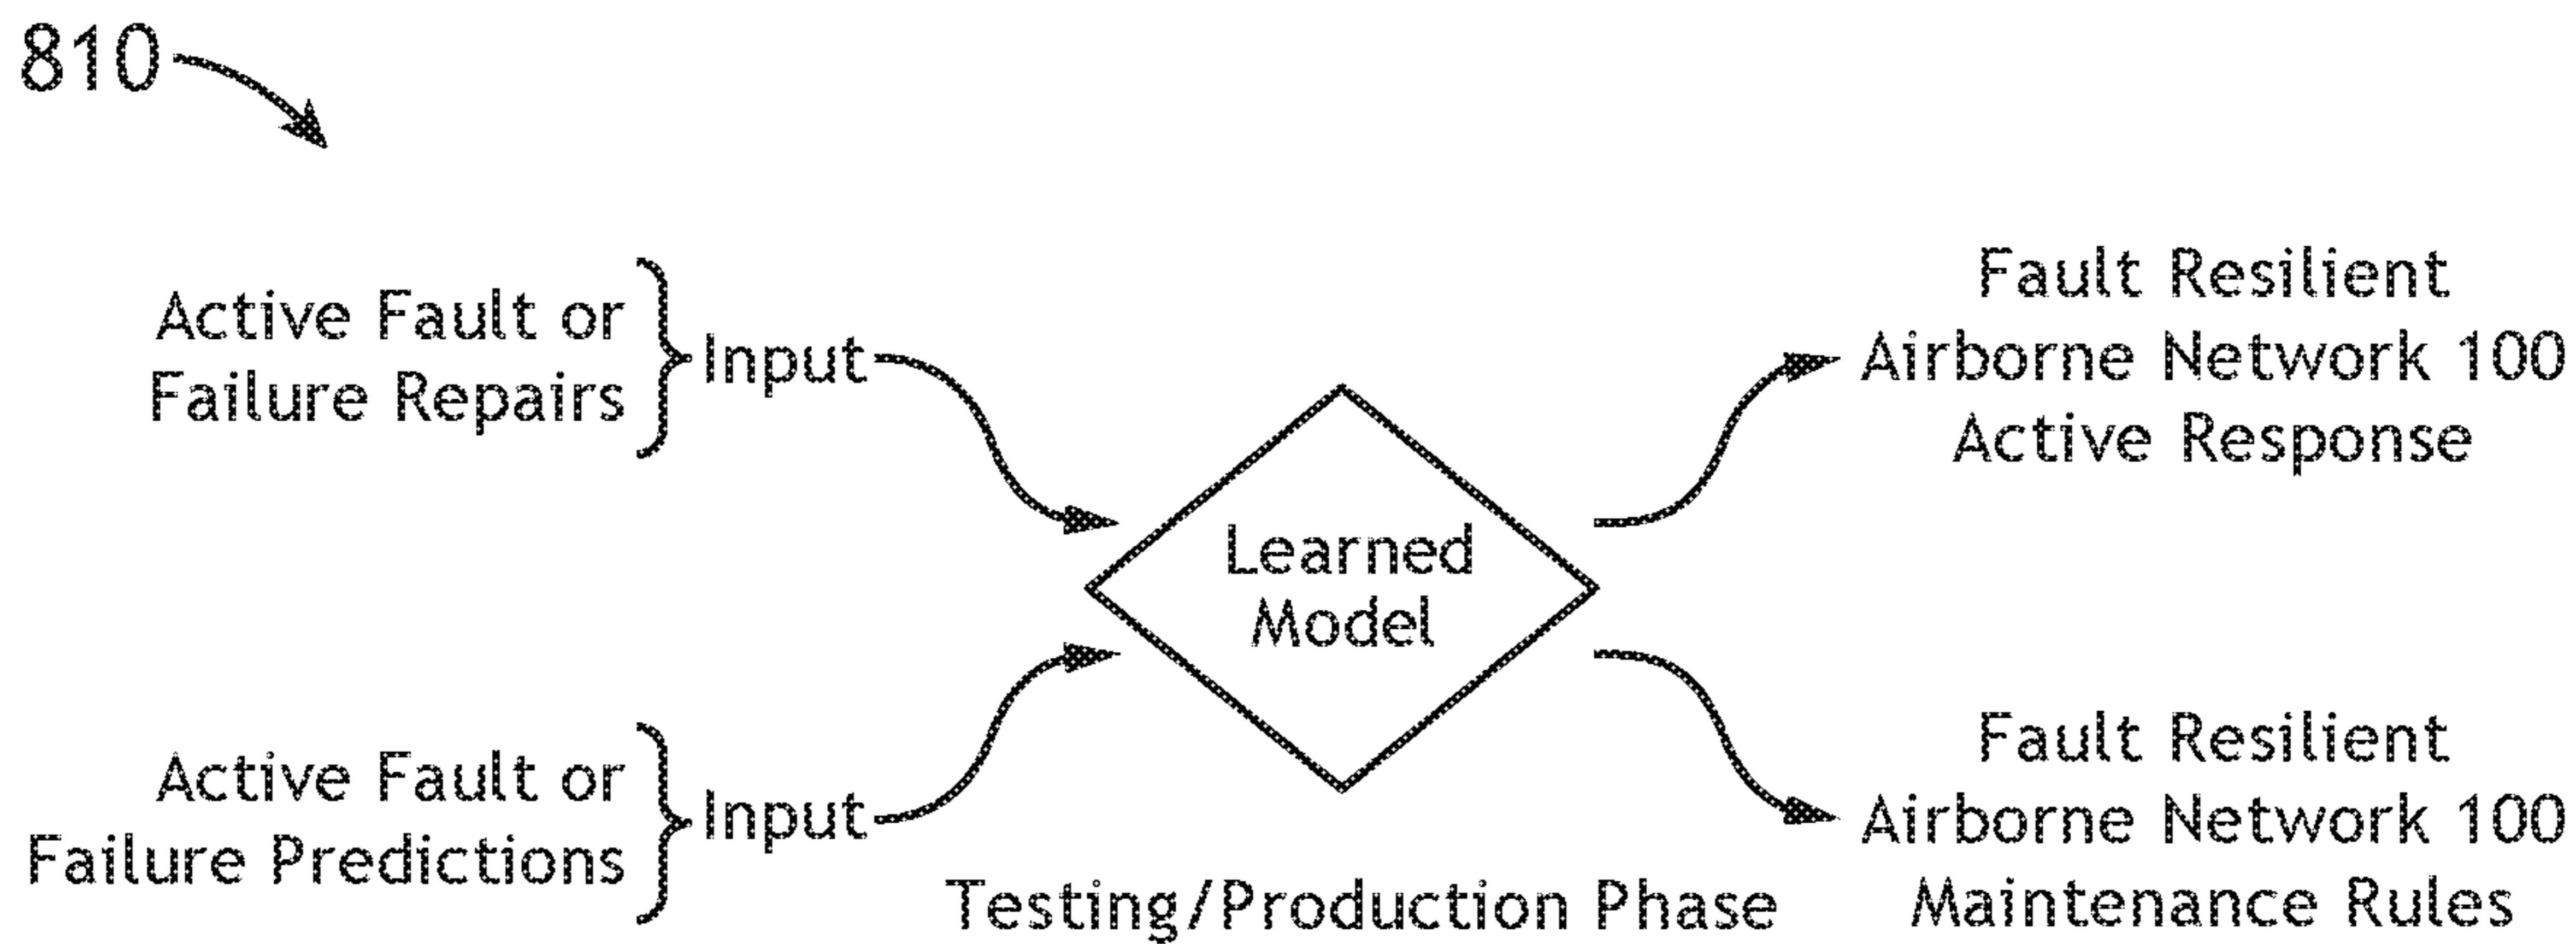 810
Active Fault or
Failure Repairs
Input
Fault Resilient
Airborne Network 100
Active Response
Learned
Model
Active Fault or
Failure Predictions
Input
Fault Resilient
Airborne Network 100
Maintenance Rules
Testing/Production Phase